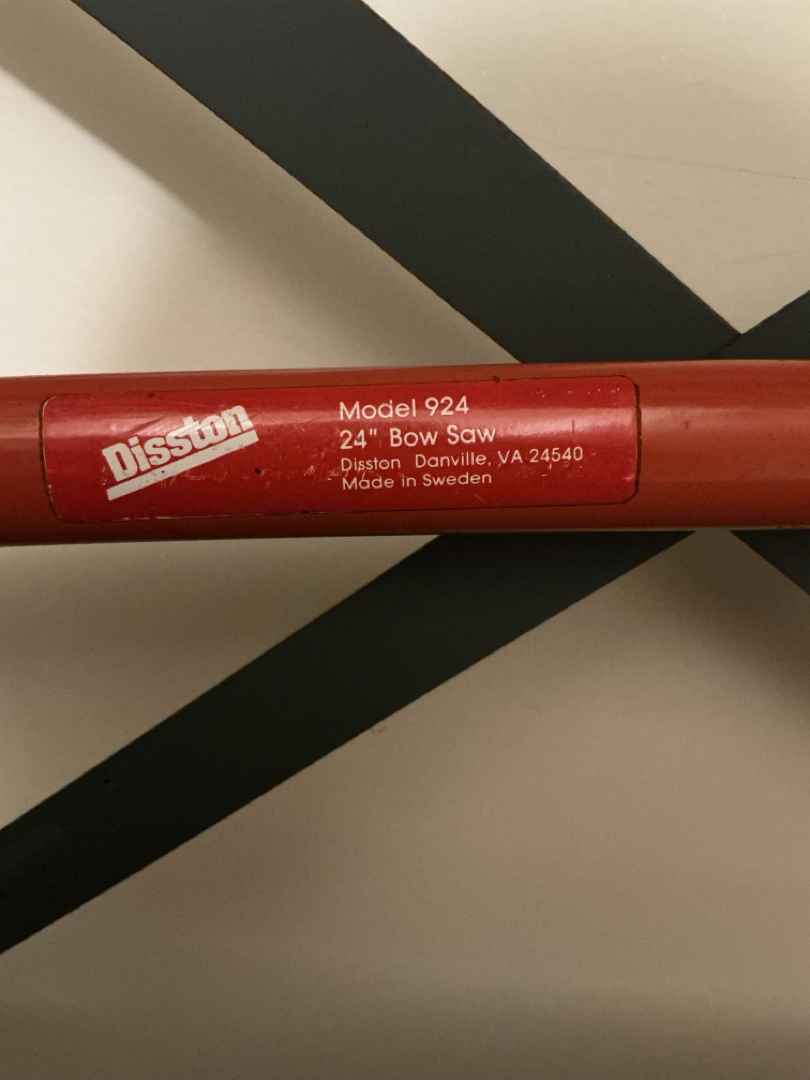 Disston
Model 924
24" Bow Saw
Disston Danville, VA 24540
Made in Sweden